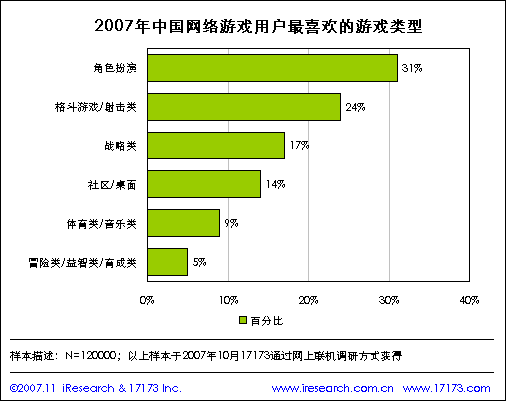 2007年中国网络游戏用户最喜欢的游戏类型
角色扮演 31%
格斗游戏/射击类 24%
战略类 17%
社区/桌面 14%
体育类/音乐类 9%
冒险类/益智类/育成类 5%
0% 10% 20% 30% 40%
百分比
样本描述：N=120000；以上样本于2007年10月17173通过网上联机调研方式获得
©2007.11 iResearch & 17173 Inc. www.iresearch.com.cn www.17173.com